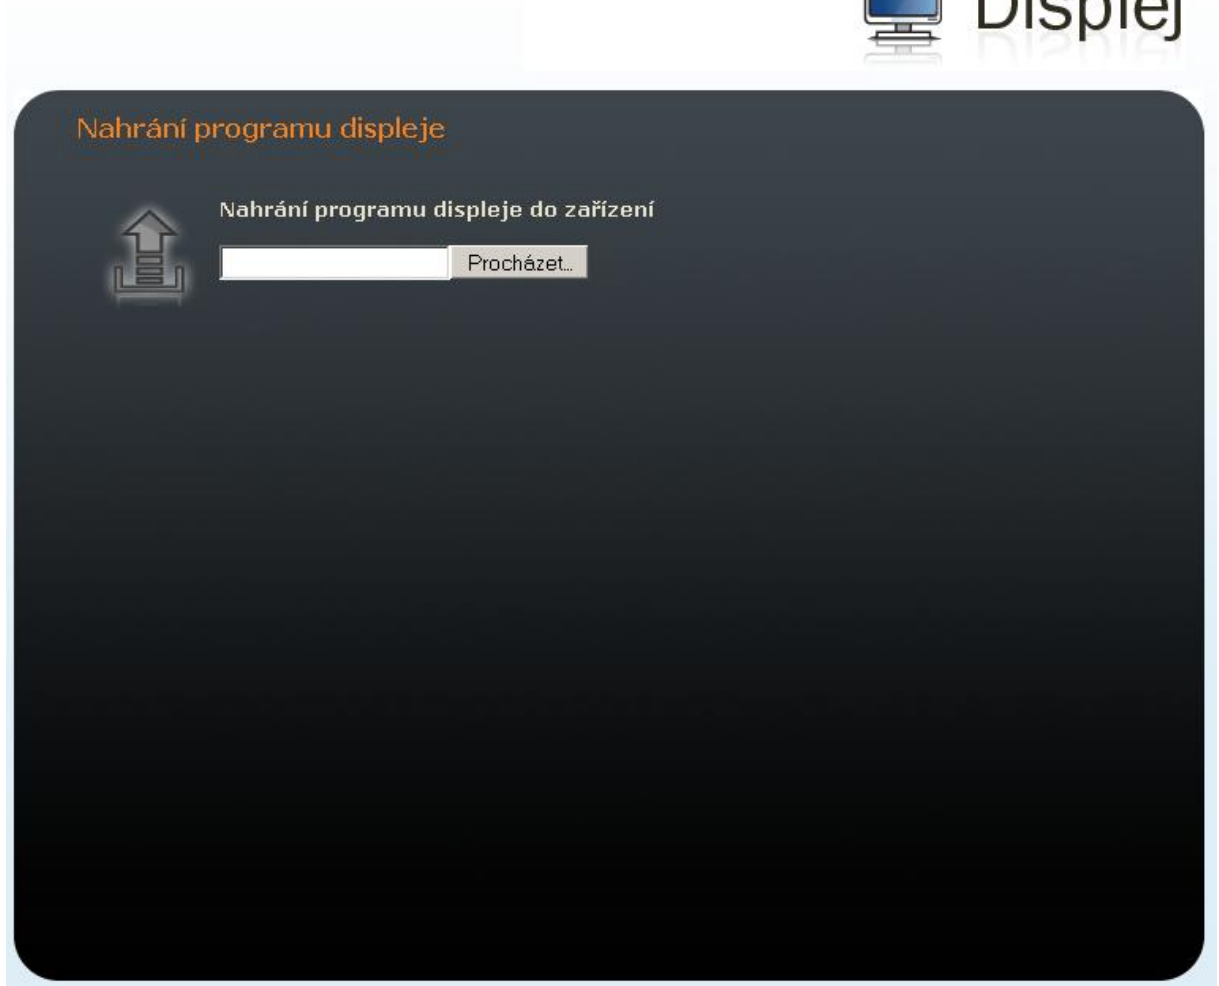 Displej
Nahrání programu displeje
Nahrání programu displeje do zařízení
Procházet...